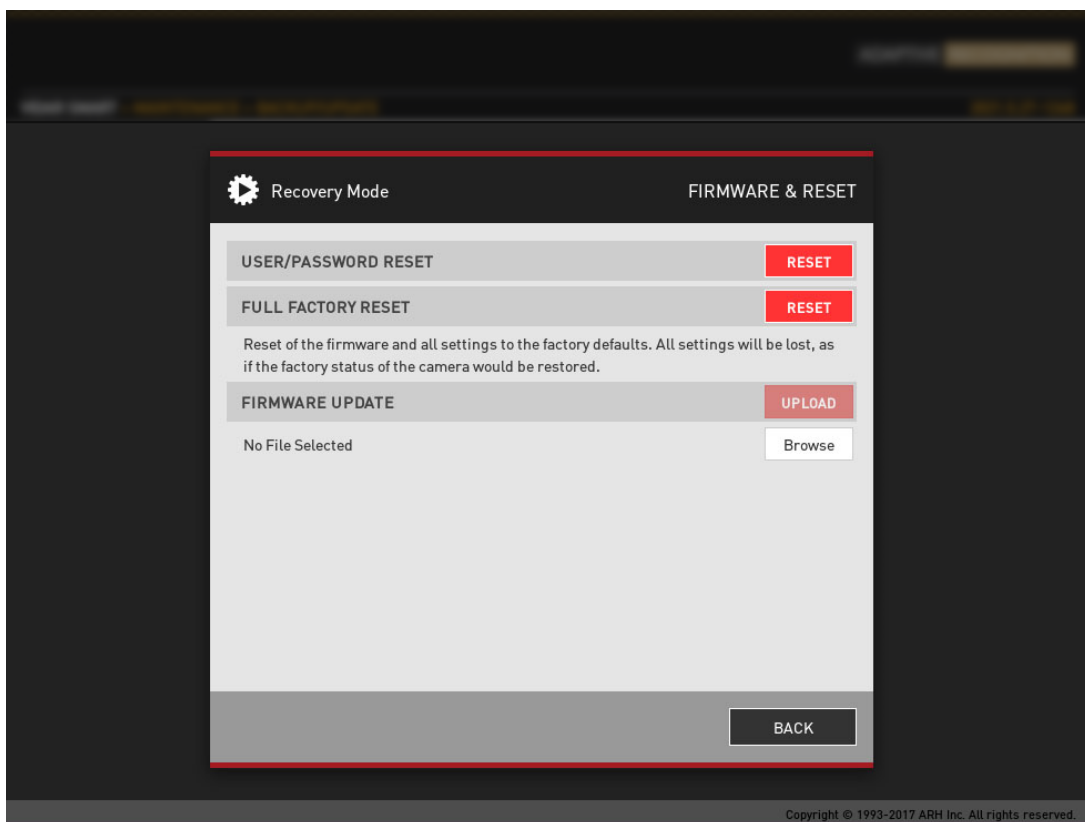 Recovery Mode
FIRMWARE & RESET
USER/PASSWORD RESET
RESET
FULL FACTORY RESET
RESET
Reset of the firmware and all settings to the factory defaults. All settings will be lost, as
if the factory status of the camera would be restored.
FIRMWARE UPDATE
UPLOAD
No File Selected
Browse
BACK
Copyright © 1993-2017 ARH Inc. All rights reserved.